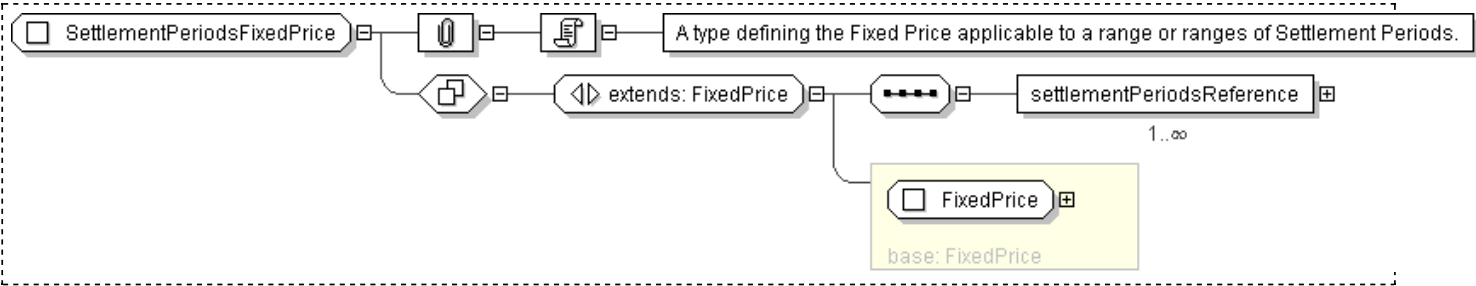 SettlementPeriodsFixedPrice
A type defining the Fixed Price applicable to a range or ranges of Settlement Periods.
extends: FixedPrice
settlementPeriodsReference
1..∞
FixedPrice
base: FixedPrice